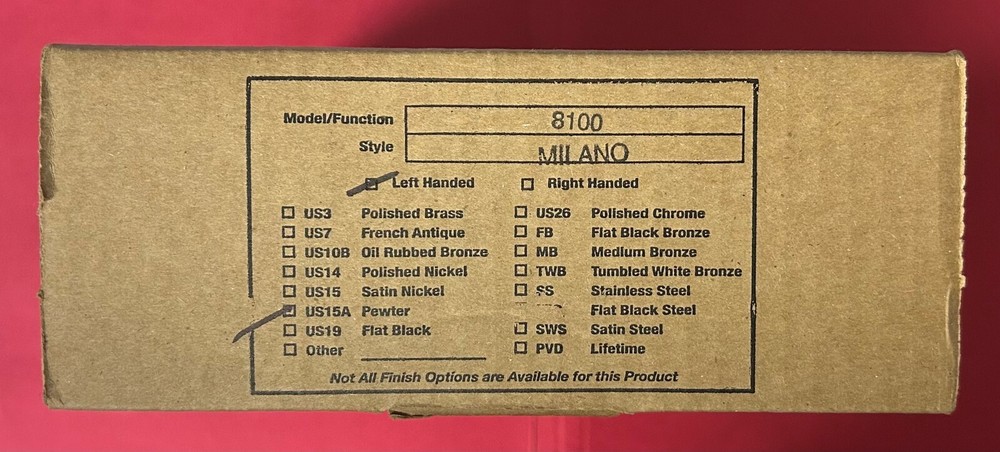 Model/Function 8100
Style MILANO
Left Handed Right Handed
US3 Polished Brass US26 Polished Chrome
US7 French Antique FB Flat Black Bronze
US10B Oil Rubbed Bronze MB Medium Bronze
US14 Polished Nickel TWB Tumbled White Bronze
US15 Satin Nickel SS Stainless Steel
US15A Pewter Flat Black Steel
US19 Flat Black SWS Satin Steel
Other PVD Lifetime
Not All Finish Options are Available for this Product